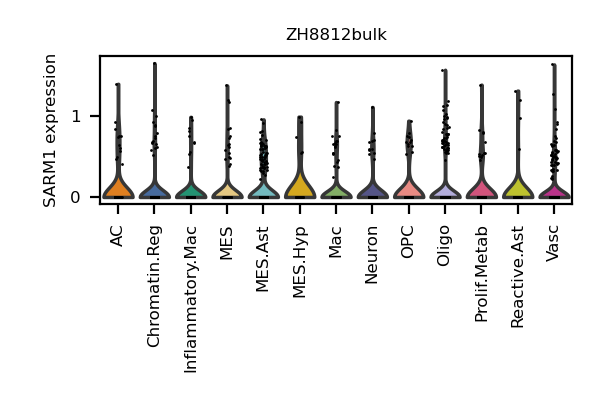 ZH8812bulk
SARM1 expression
1
0
AC
Chromatin.Reg
Inflammatory.Mac
MES
MES.Ast
MES.Hyp
Mac
Neuron
OPC
Oligo
Prolif.Metab
Reactive.Ast
Vasc